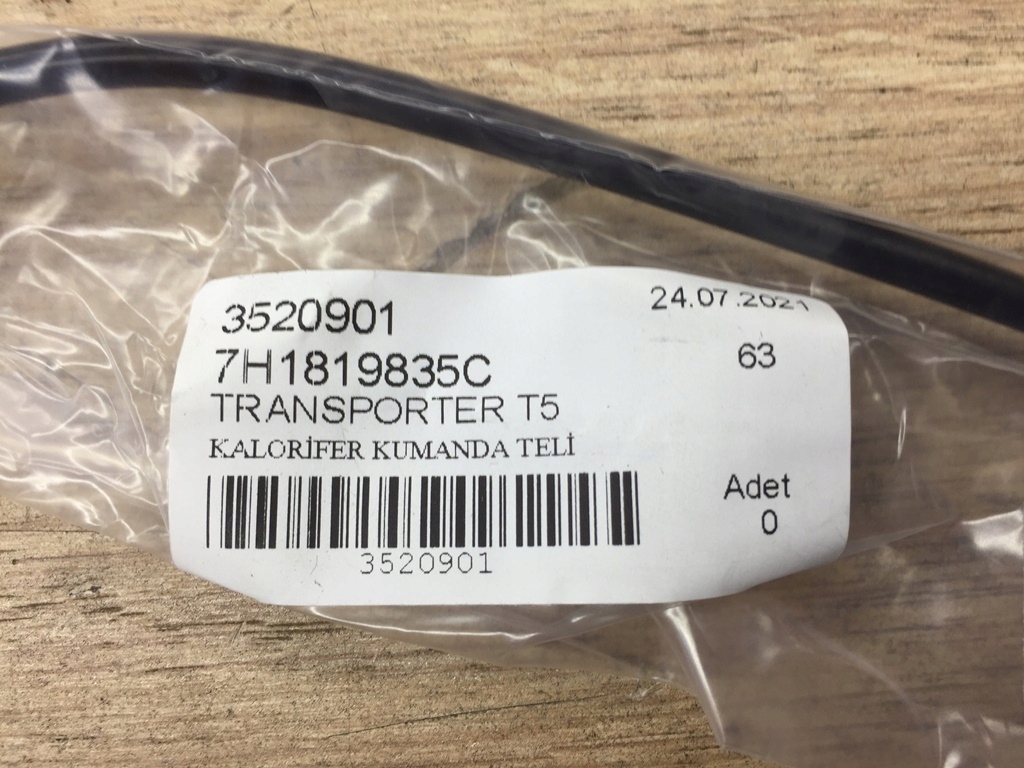 3520901
24.07.2021
7H1819835C
63
TRANSPORTER T5
KALORİFER KUMANDA TELİ
Adet
0
3520901